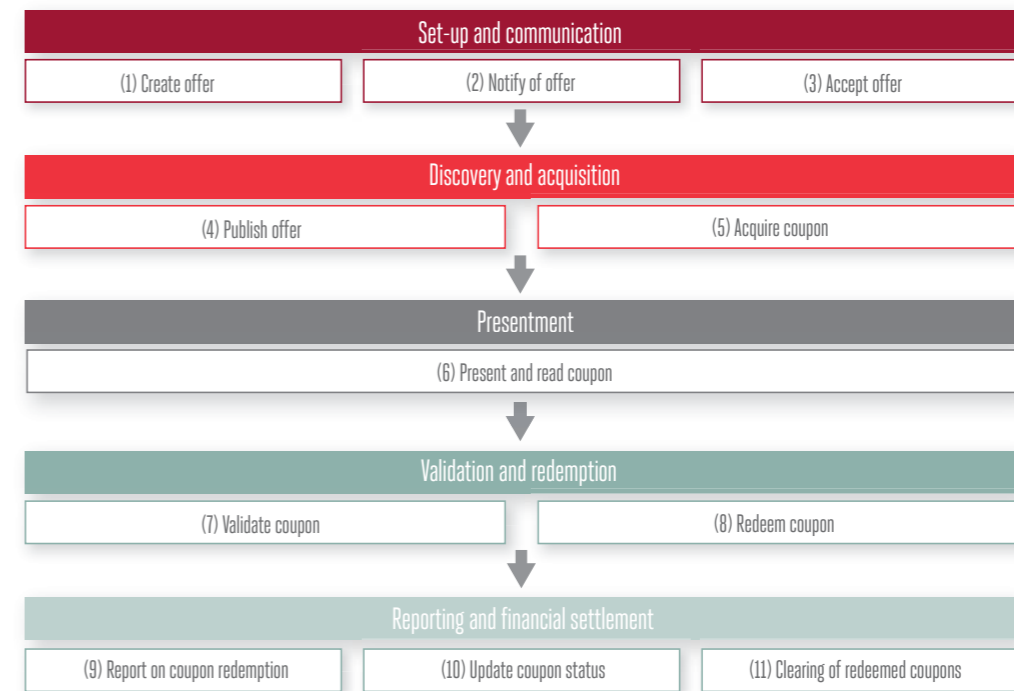 Set-up and communication
(1) Create offer
(2) Notify of offer
(3) Accept offer
Discovery and acquisition
(4) Publish offer
(5) Acquire coupon
Presentment
(6) Present and read coupon
Validation and redemption
(7) Validate coupon
(8) Redeem coupon
Reporting and financial settlement
(9) Report on coupon redemption
(10) Update coupon status
(11) Clearing of redeemed coupons